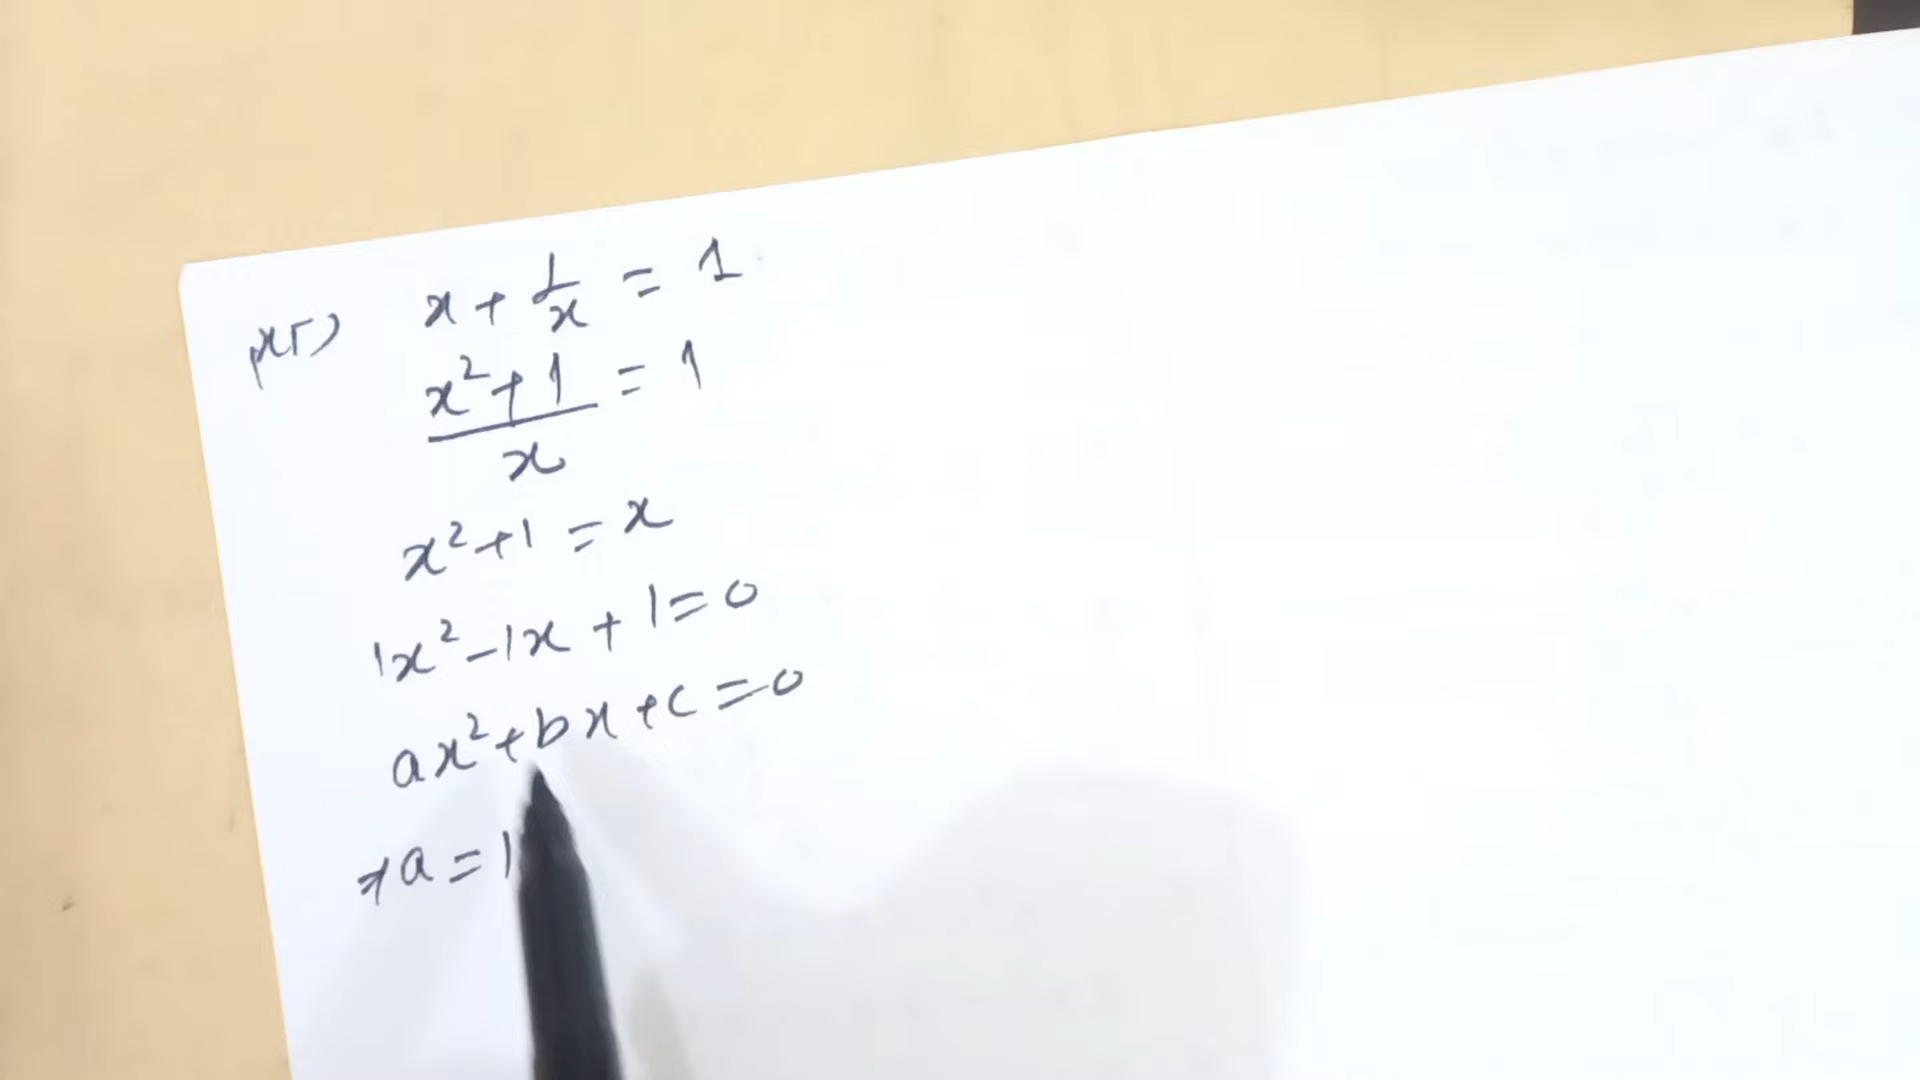 x + 1/x = 1
x² + 1 / x = 1
x² + 1 = x
1x² - 1x + 1 = 0
ax² + bx + c = 0
a = 1